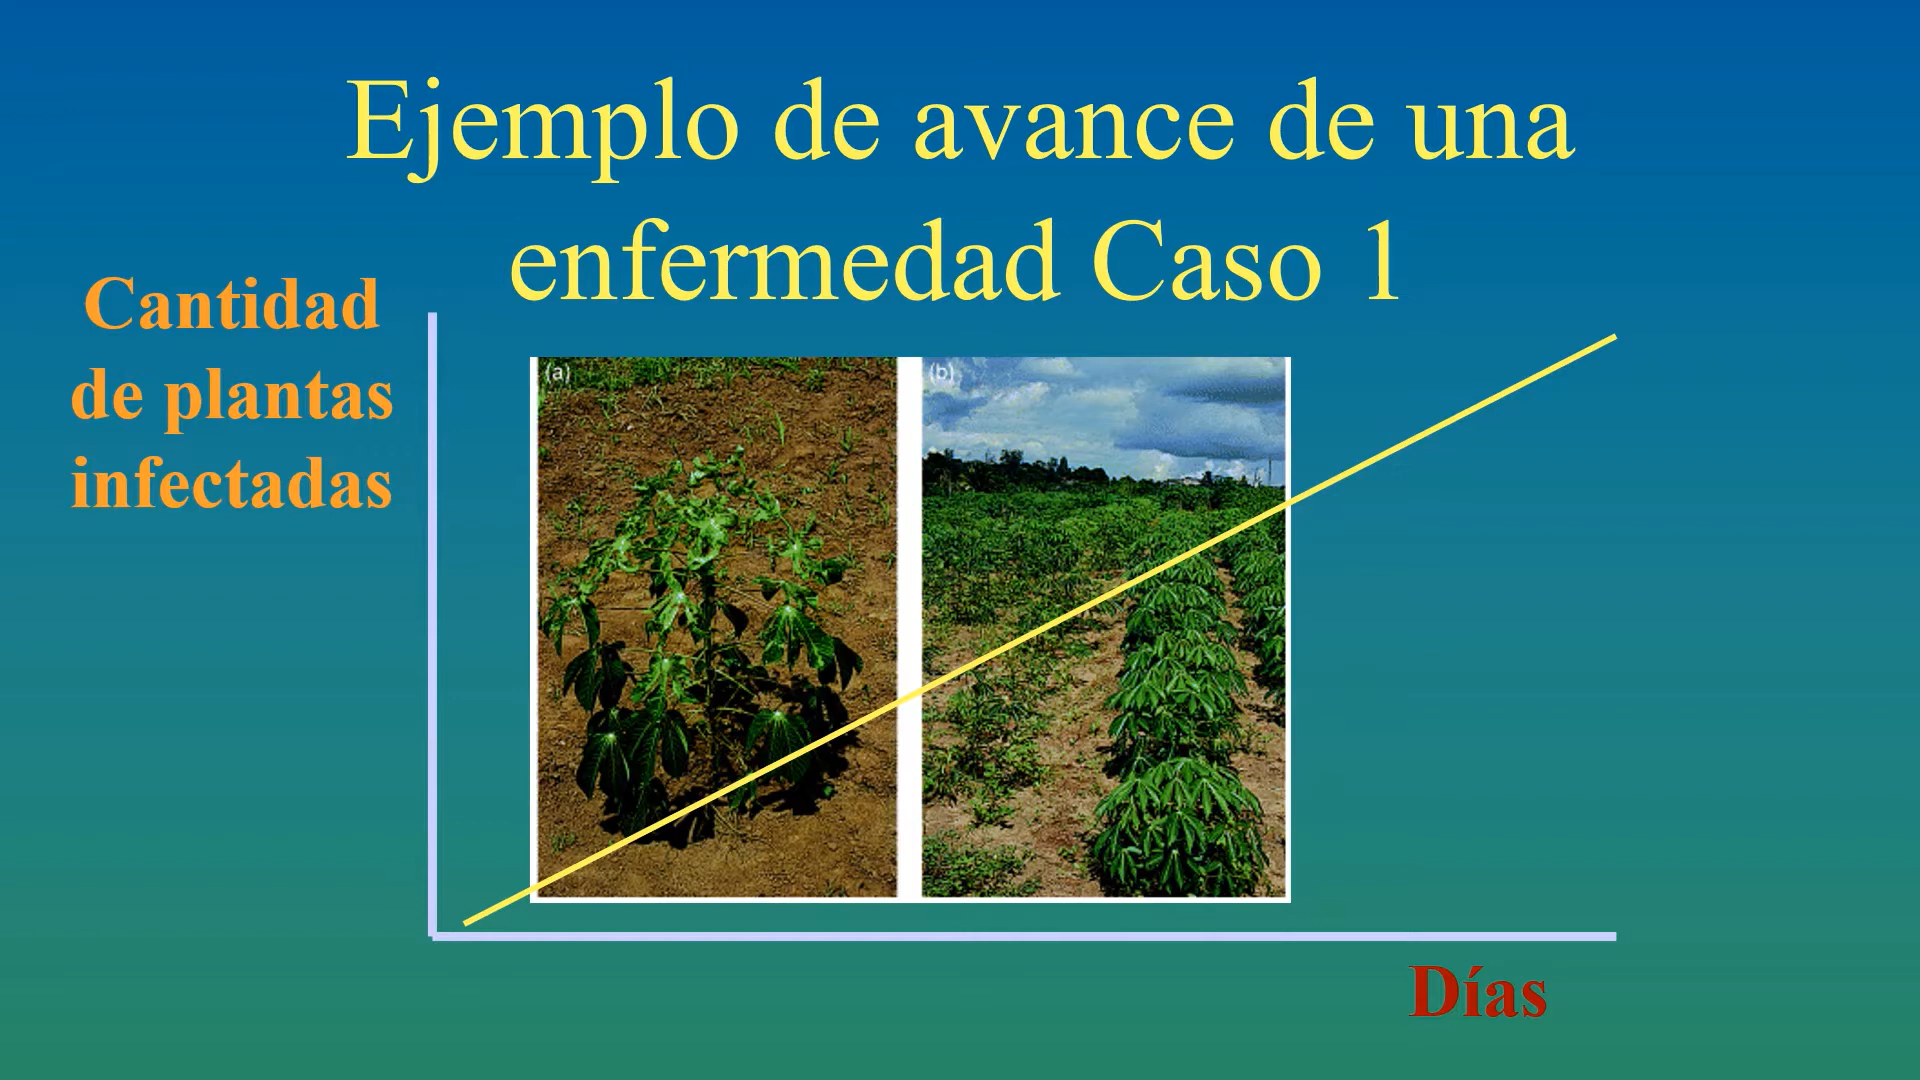 Ejemplo de avance de una
enfermedad Caso 1
Cantidad
de plantas
infectadas
(a)
(b)
Días